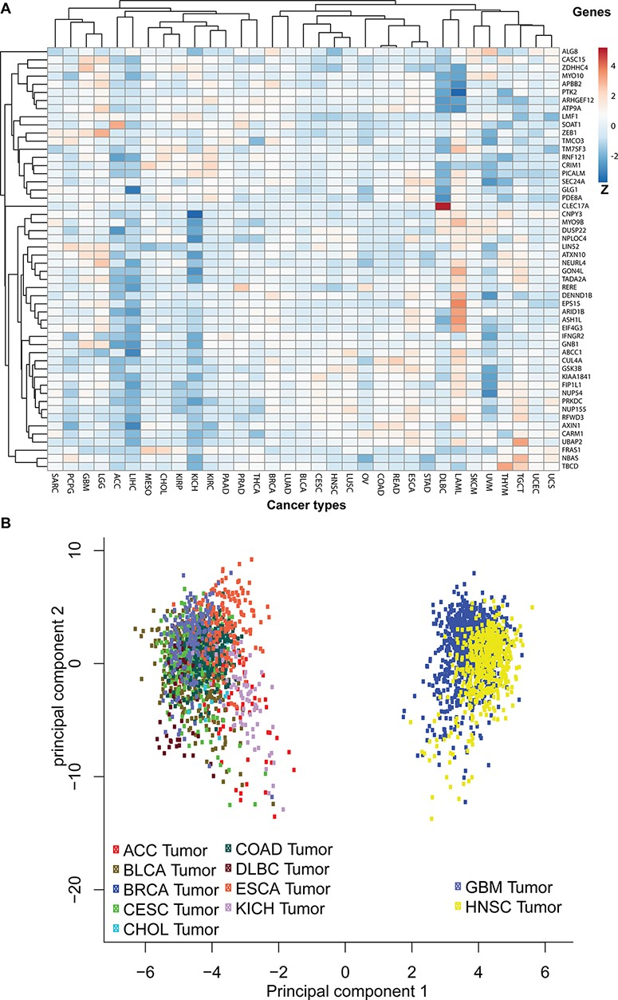 A
Genes
ALG8
CASC15
ZDHHC4
MYO10
APBB2
PTK2
ARHGEF12
ATP9A
LMF1
SOAT1
ZEB1
TMCO3
TM7SF3
RNF121
CRIM1
PICALM
SEC24A
GLG1
PDE8A
CLEC17A
CNPY3
MYO9B
DUSP22
NPLOC4
LIN52
ATXN10
NEURL4
GON4L
TADA2A
RERE
DENND1B
EPS15
ARID1B
ASH1L
EIF4G3
IFNGR2
GNB1
ABCC1
CUL4A
GSK3B
KIAA1841
FIP1L1
NUP54
PRKDC
NUP155
RFWD3
AXIN1
CARM1
UBAP2
FRAS1
NBAS
TBCD
4
2
0
-2
Z
SARC PCPG GBM LGG ACC LIHC MESO CHOL KIRP KICH KIRC PAAD PRAD THCA BRCA LUAD BLCA CESC HNSC LUSC OV COAD READ ESCA STAD DLBC LAML SKCM UVM THYM TGCT UCEC UCS
Cancer types
B
10
0
−10
−20
principal component 2
ACC Tumor
BLCA Tumor
BRCA Tumor
CESC Tumor
CHOL Tumor
COAD Tumor
DLBC Tumor
ESCA Tumor
KICH Tumor
GBM Tumor
HNSC Tumor
−6 −4 −2 0 2 4 6
Principal component 1